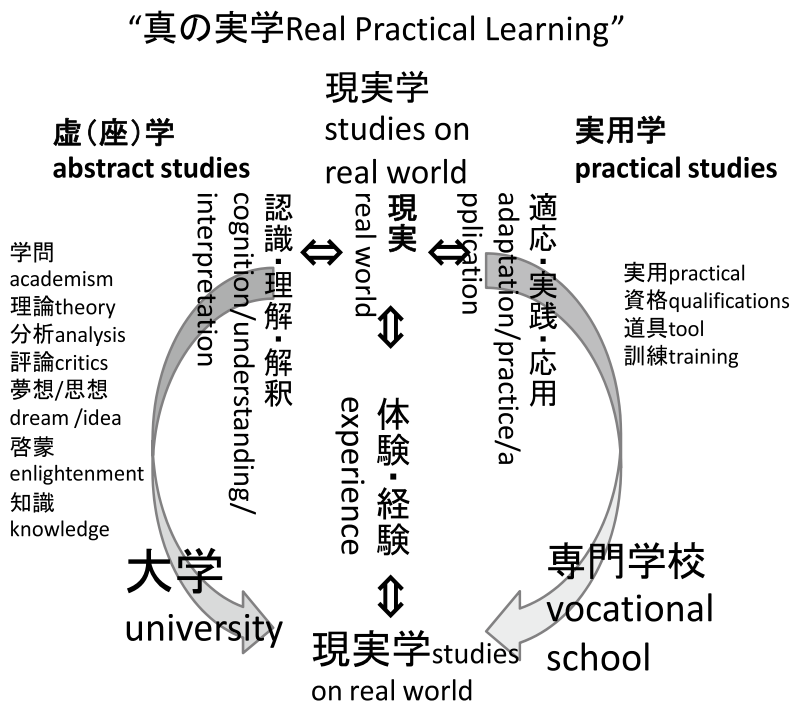 “真の実学Real Practical Learning”
現実学
studies on
real world
虚（座）学
abstract studies
実用学
practical studies
認識・理解・解釈
cognition/understanding/
interpretation
現実
real world
適応・実践・応用
adaptation/practice/a
pplication
学問
academism
理論theory
分析analysis
評論critics
夢想/思想
dream /idea
啓蒙
enlightenment
知識
knowledge
実用practical
資格qualifications
道具tool
訓練training
体験・経験
experience
大学
university
専門学校
vocational
school
現実学studies
on real world